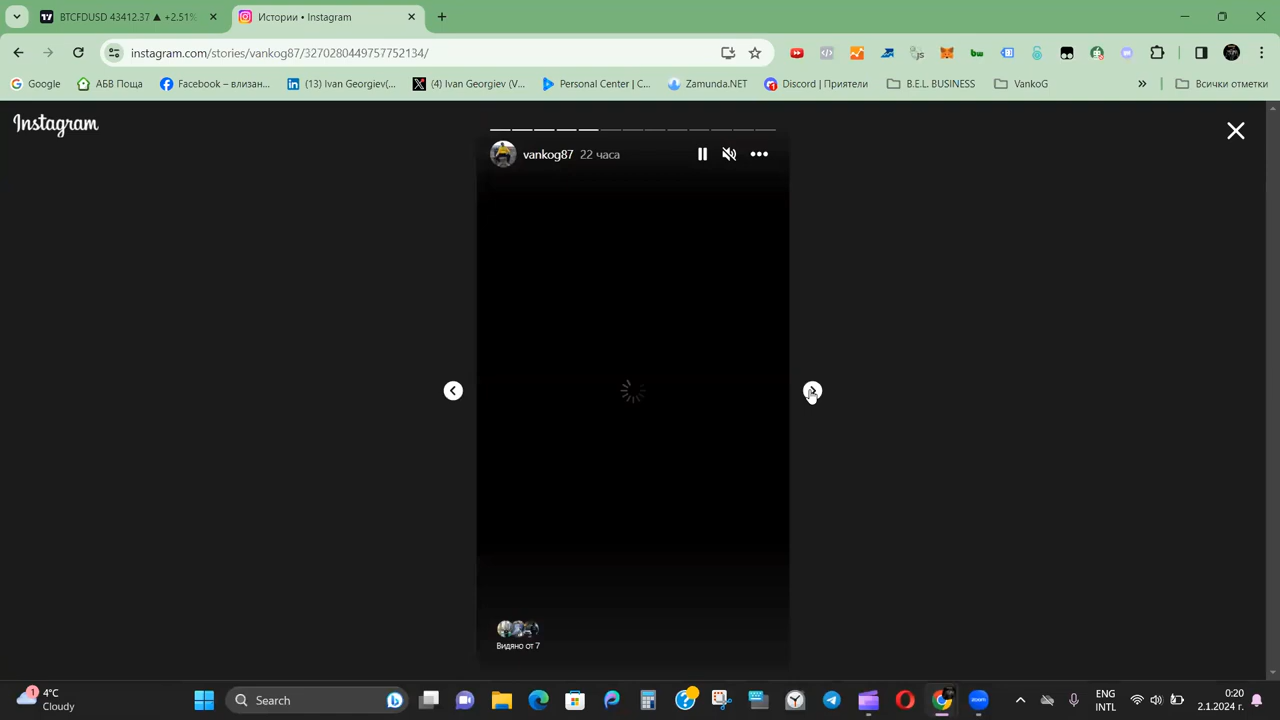 BTCFDUSD 43412.37 ▲ +2.51%
Истории • Instagram
instagram.com/stories/vankog87/3270280449757752134/
Google
АБВ Поща
Facebook – влизан...
(13) Ivan Georgiev(...
(4) Ivan Georgiev (V...
Personal Center | C...
Zamunda.NET
Discord | Приятели
B.E.L. BUSINESS
VankoG
»
Всички отметки
Instagram
vankog87 22 часа
Видяно от 7
1
4°C
Cloudy
Search
ENG
INTL
0:20
2.1.2024 г.